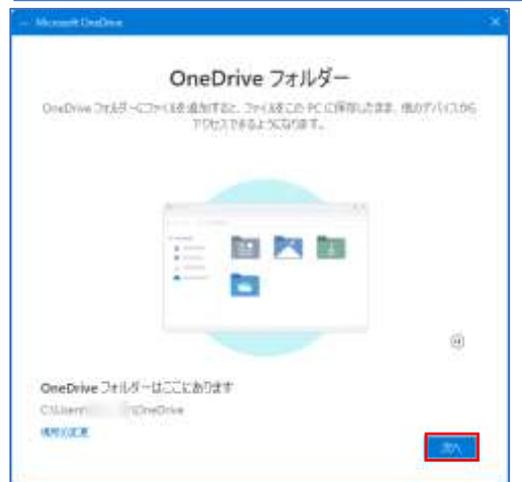 Microsoft OneDrive
OneDrive フォルダー
OneDrive フォルダーにファイルを追加すると、ファイルをこの PC に保存したまま、他のデバイスから
アクセスできるようになります。
OneDrive フォルダーはここにあります
C:\Users\ \OneDrive
場所の変更
次へ